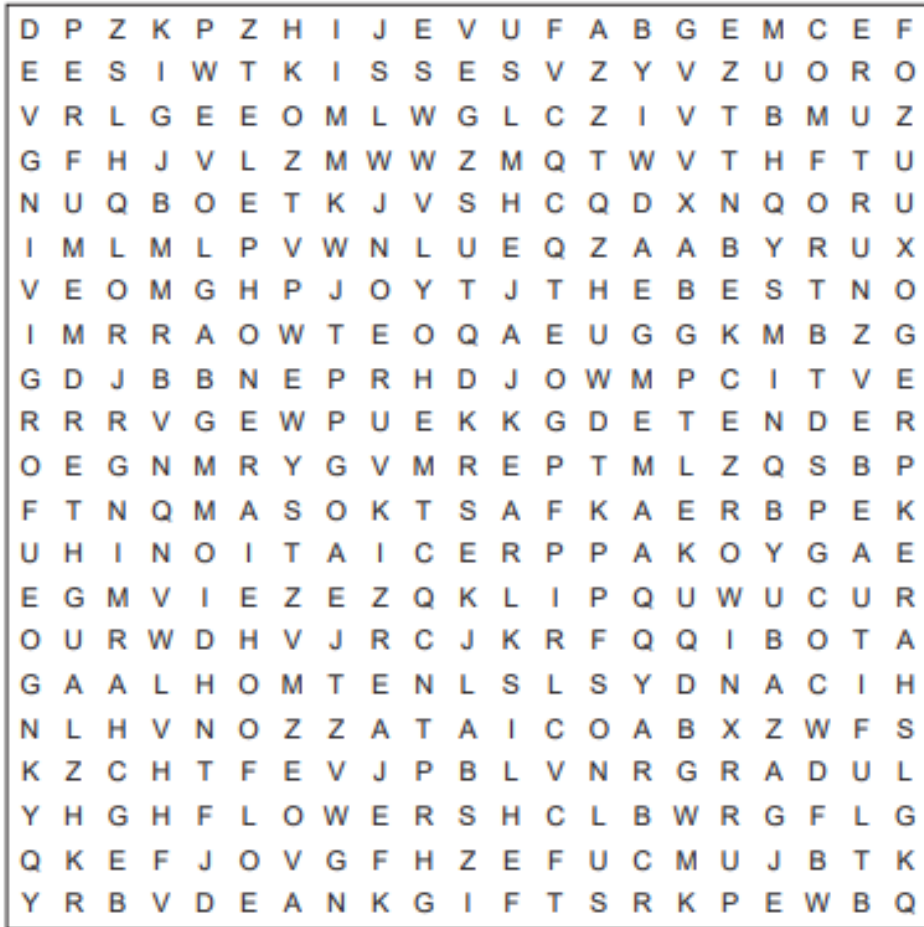 D P Z K P Z H I J E V U F A B G E M C E F
E E S I W T K I S S E S V Z Y V Z U O R O
V R L G E E O M L W G L C Z I V T B M U Z
G F H J V L Z M W W Z M Q T W V T H F T U
N U Q B O E T K J V S H C Q D X N Q O R U
I M L M L P V W N L U E Q Z A A B Y R U X
V E O M G H P J O Y T J T H E B E S T N O
I M R R A O W T E O Q A E U G G K M B Z G
G D J B B N E P R H D J O W M P C I T V E
R R R V G E W P U E K K G D E T E N D E R
O E G N M R Y G V M R E P T M L Z Q S B P
F T N Q M A S O K T S A F K A E R B P E K
U H I N O I T A I C E R P P A K O Y G A E
E G M V I E Z E Z Q K L I P Q U W U C U R
O U R W D H V J R C J K R F Q Q I B O T A
G A A L H O M T E N L S L S Y D N A C I H
N L H V N O Z Z A T A I C O A B X Z W F S
K Z C H T F E V J P B L V N R G R A D U L
Y H G H F L O W E R S H C L B W R G F L G
Q K E F J O V G F H Z E F U C M U J B T K
Y R B V D E A N K G I F T S R K P E W B Q